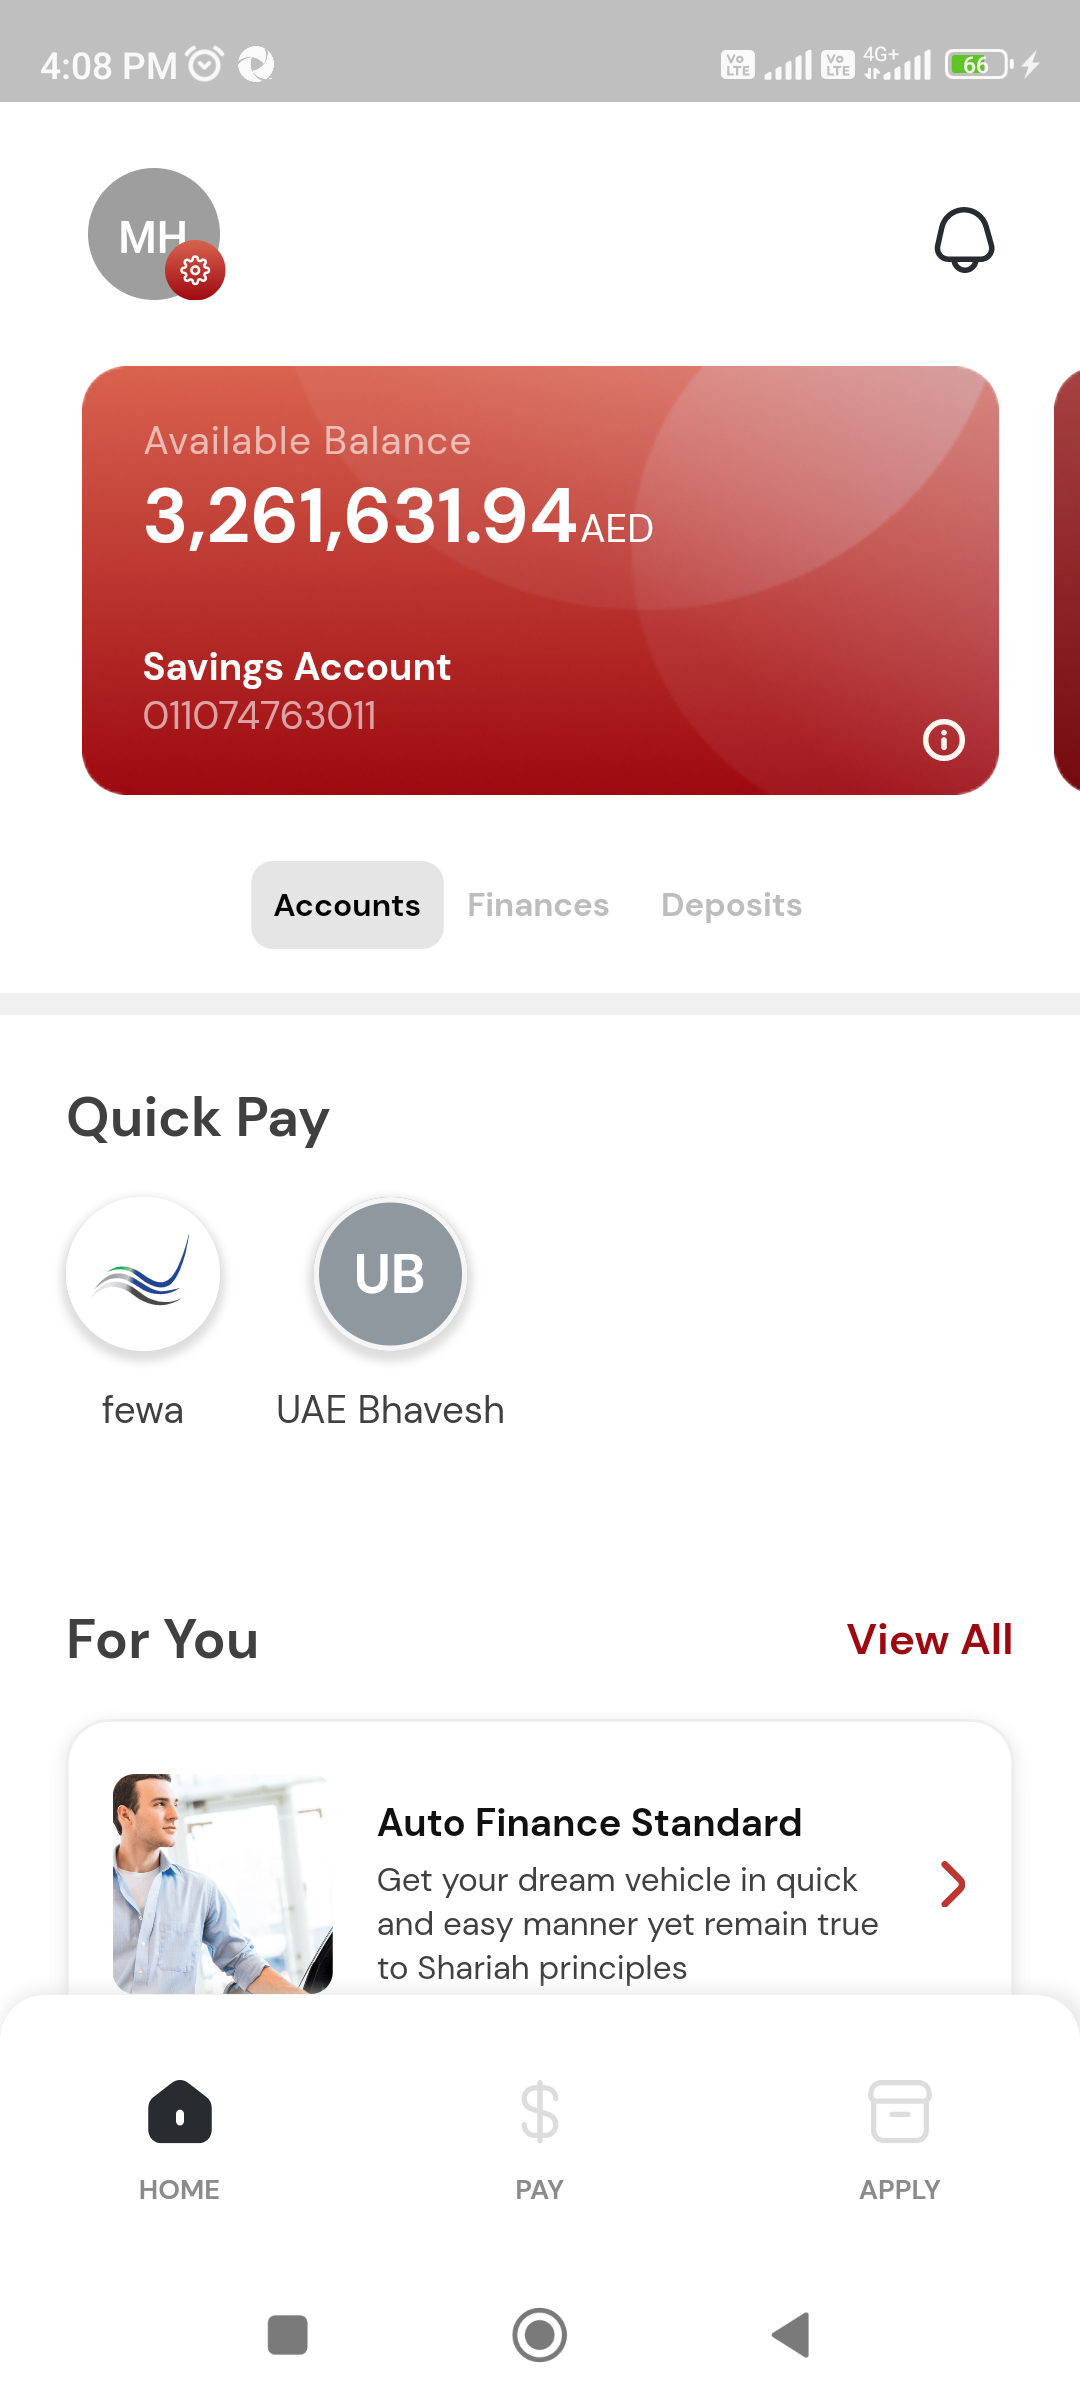 4:08 PM
Vo LTE
Vo LTE
4G+
66
MH
Available Balance
3,261,631.94 AED
Savings Account
011074763011
Accounts
Finances
Deposits
Quick Pay
UB
fewa
UAE Bhavesh
For You
View All
Auto Finance Standard
Get your dream vehicle in quick
and easy manner yet remain true
to Shariah principles
HOME
PAY
APPLY